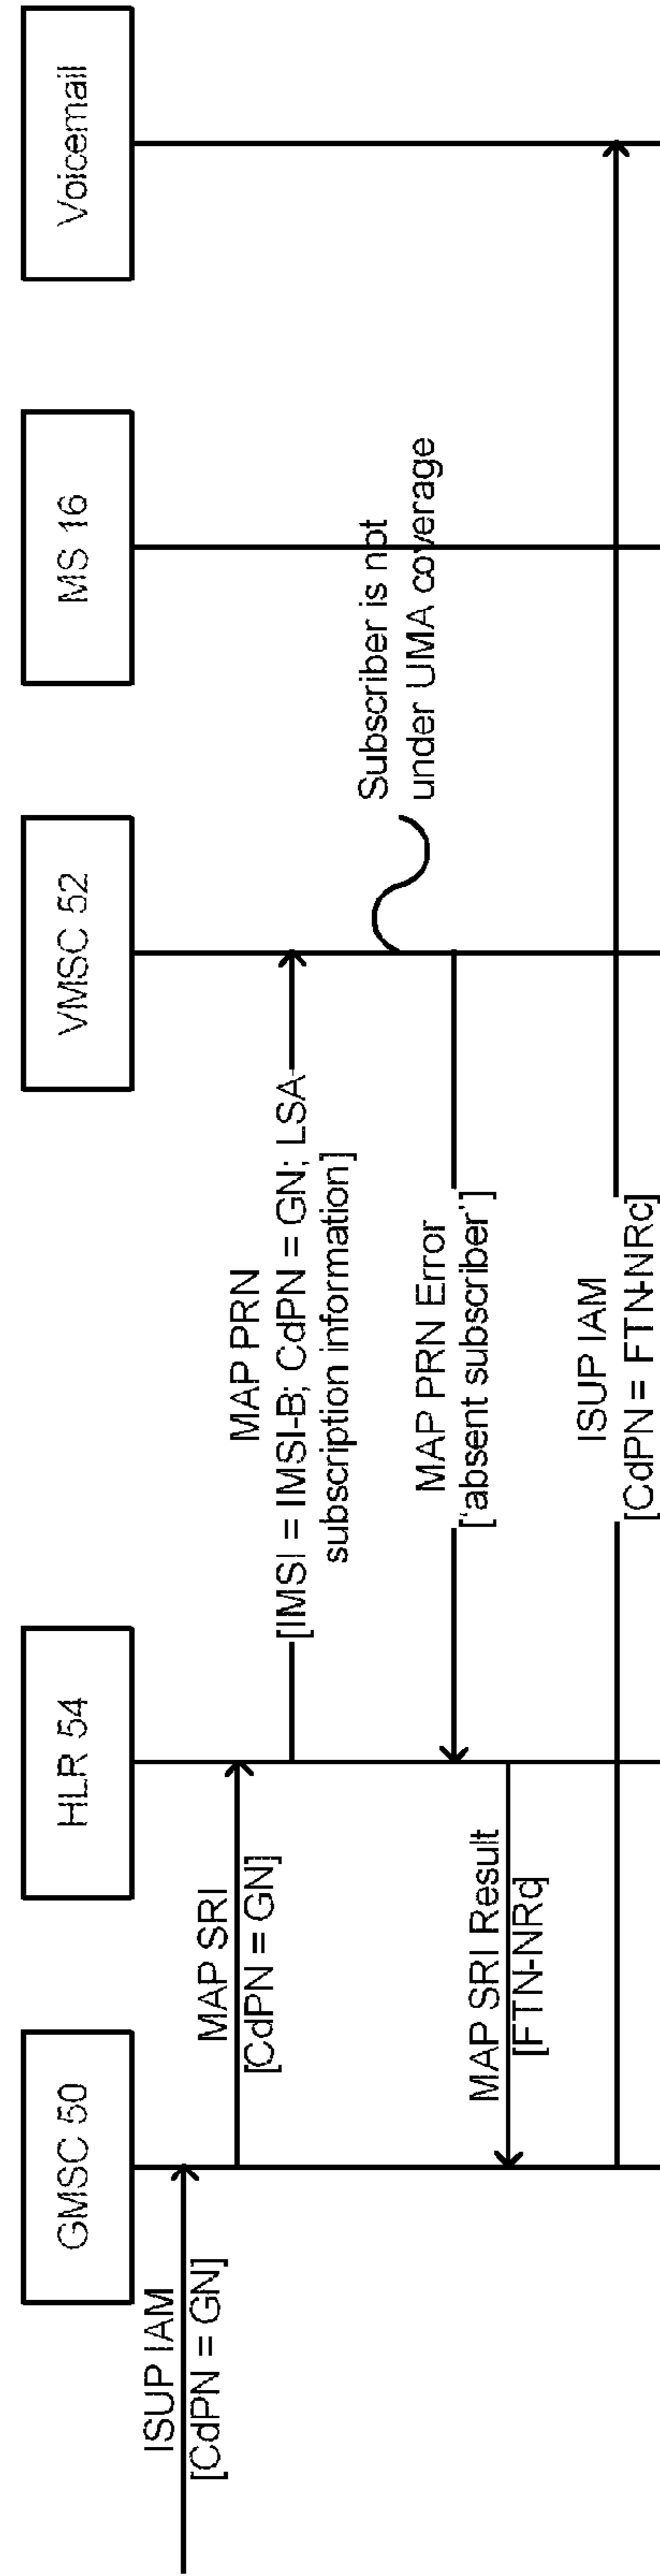 GMSC 50
HLR 54
VMSC 52
MS 16
Voicemail
ISUP IAM
[CdPN = GN]
MAP SRI
[CdPN = GN]
MAP PRN
[IMSI = IMSI-B; CdPN = GN; LSA
subscription information]
Subscriber is not
under UMA coverage
MAP PRN Error
['absent subscriber']
MAP SRI Result
[FTN-NRc]
ISUP IAM
[CdPN = FTN-NRc]